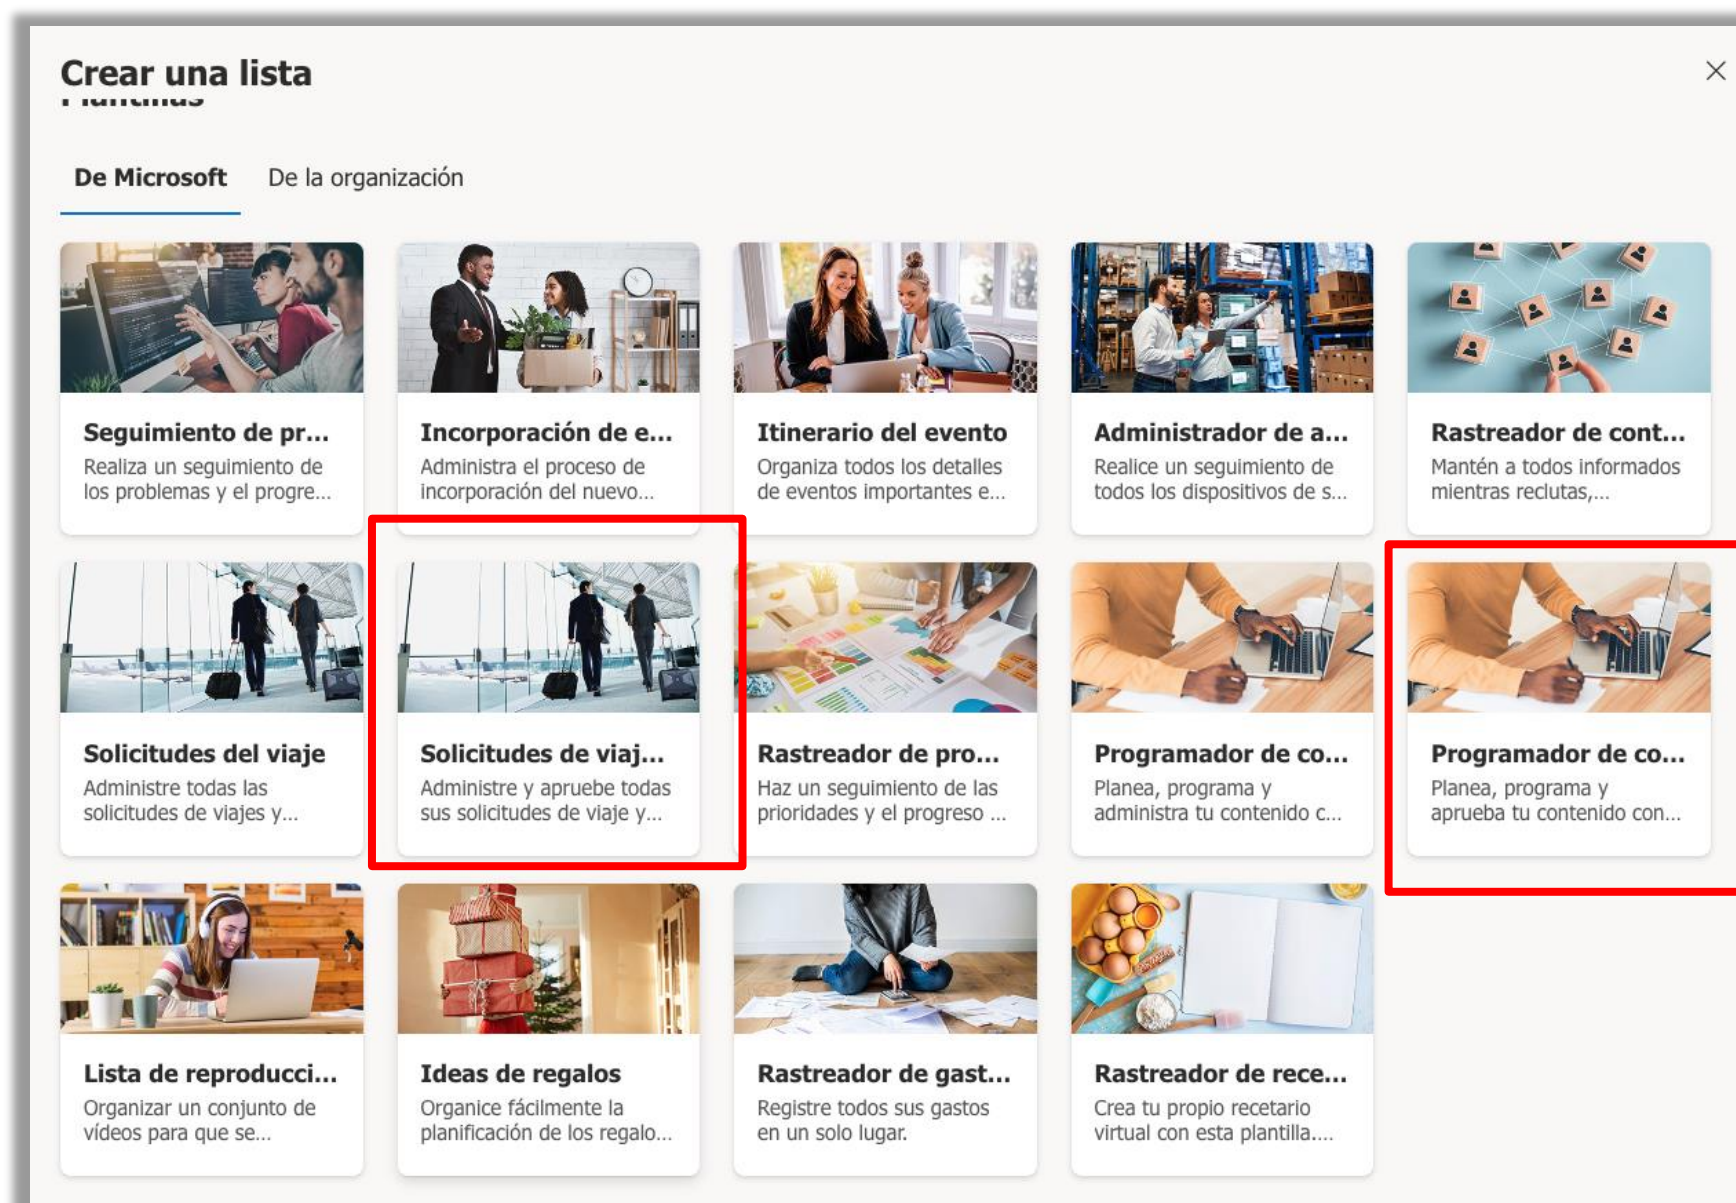 Crear una lista
Plantillas
De Microsoft De la organización
Seguimiento de pr...
Realiza un seguimiento de
los problemas y el progre...
Incorporación de e...
Administra el proceso de
incorporación del nuevo...
Itinerario del evento
Organiza todos los detalles
de eventos importantes e...
Administrador de a...
Realice un seguimiento de
todos los dispositivos de s...
Rastreador de cont...
Mantén a todos informados
mientras reclutas,...
Solicitudes del viaje
Administre todas las
solicitudes de viajes y...
Solicitudes de viaj...
Administre y apruebe todas
sus solicitudes de viaje y...
Rastreador de pro...
Haz un seguimiento de las
prioridades y el progreso ...
Programador de co...
Planea, programa y
administra tu contenido c...
Programador de co...
Planea, programa y
aprueba tu contenido con...
Lista de reproducci...
Organizar un conjunto de
vídeos para que se...
Ideas de regalos
Organice fácilmente la
planificación de los regalo...
Rastreador de gast...
Registre todos sus gastos
en un solo lugar.
Rastreador de rece...
Crea tu propio recetario
virtual con esta plantilla....